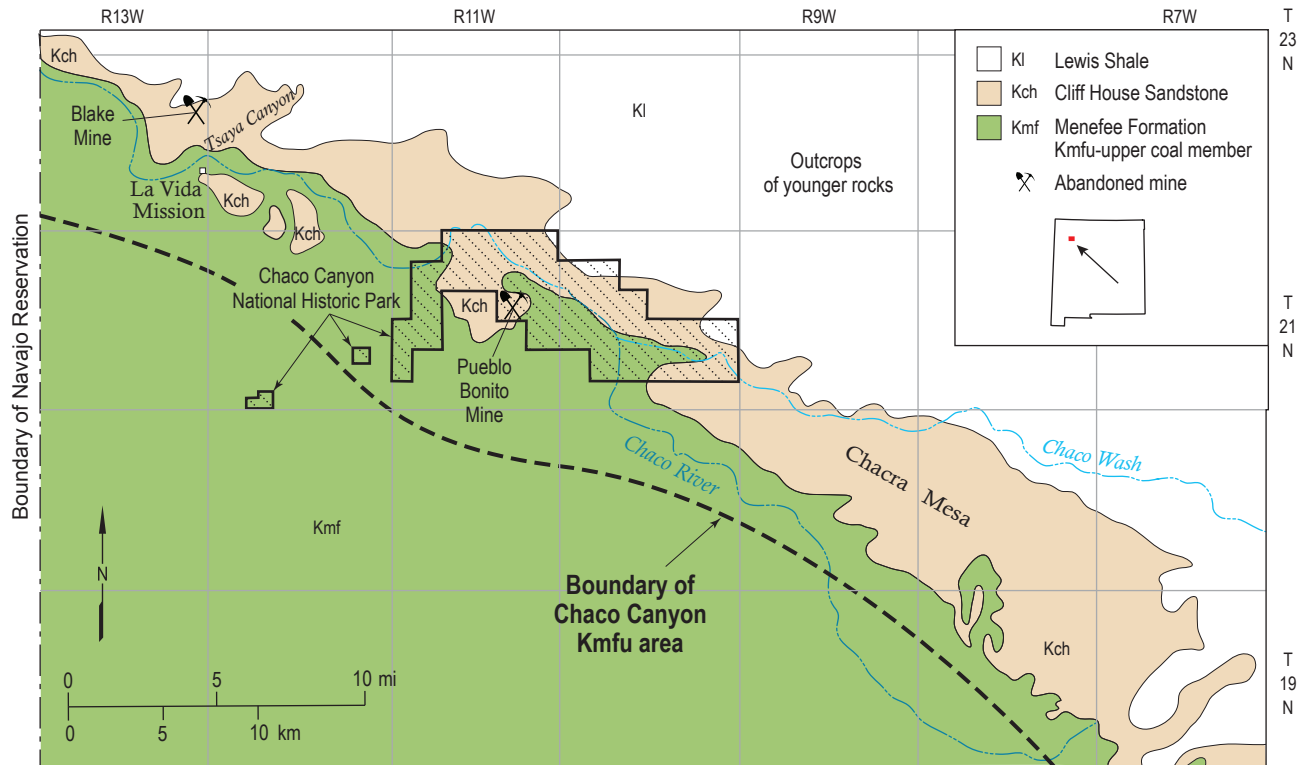 R13W
R11W
R9W
R7W
T
23
N
Kch
Blake
Mine
Tsaya Canyon
Kl
Outcrops
of younger rocks
Kl Lewis Shale
Kch Cliff House Sandstone
Kmf Menefee Formation
Kmfu-upper coal member
Abandoned mine
La Vida
Mission
Kch
Kch
Boundary of Navajo Reservation
Chaco Canyon
National Historic Park
Kch
Pueblo
Bonito
Mine
T
21
N
Chaco River
Chacra Mesa
Chaco Wash
Kmf
N
Boundary of
Chaco Canyon
Kmfu area
Kch
T
19
N
0 5 10 mi
0 5 10 km